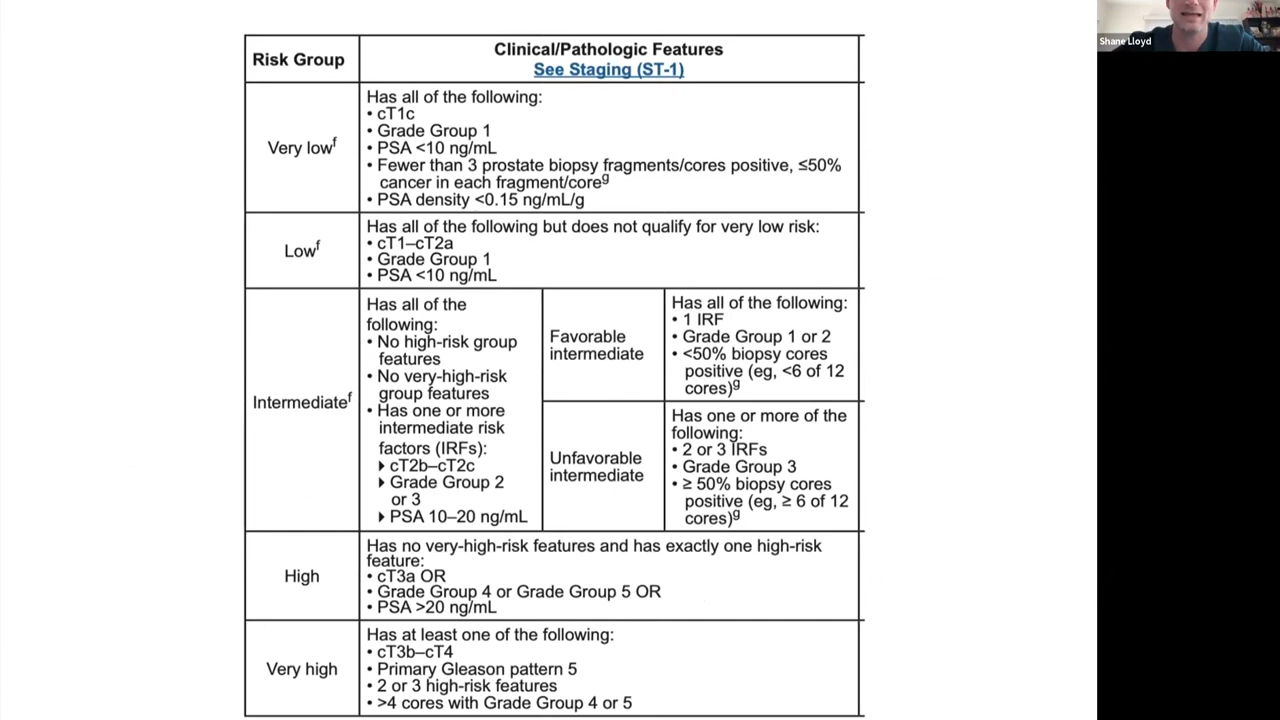 Shane Lloyd
Risk Group
Clinical/Pathologic Features
See Staging (ST-1)
Very lowf
Has all of the following:
• cT1c
• Grade Group 1
• PSA <10 ng/mL
• Fewer than 3 prostate biopsy fragments/cores positive, ≤50%
cancer in each fragment/coreg
• PSA density <0.15 ng/mL/g
Lowf
Has all of the following but does not qualify for very low risk:
• cT1–cT2a
• Grade Group 1
• PSA <10 ng/mL
Intermediatef
Has all of the
following:
• No high-risk group
features
• No very-high-risk
group features
• Has one or more
intermediate risk
factors (IRFs):
▸ cT2b–cT2c
▸ Grade Group 2
or 3
▸ PSA 10–20 ng/mL
Favorable
intermediate
Has all of the following:
• 1 IRF
• Grade Group 1 or 2
• <50% biopsy cores
positive (eg, <6 of 12
cores)g
Unfavorable
intermediate
Has one or more of the
following:
• 2 or 3 IRFs
• Grade Group 3
• ≥ 50% biopsy cores
positive (eg, ≥ 6 of 12
cores)g
High
Has no very-high-risk features and has exactly one high-risk
feature:
• cT3a OR
• Grade Group 4 or Grade Group 5 OR
• PSA >20 ng/mL
Very high
Has at least one of the following:
• cT3b–cT4
• Primary Gleason pattern 5
• 2 or 3 high-risk features
• >4 cores with Grade Group 4 or 5